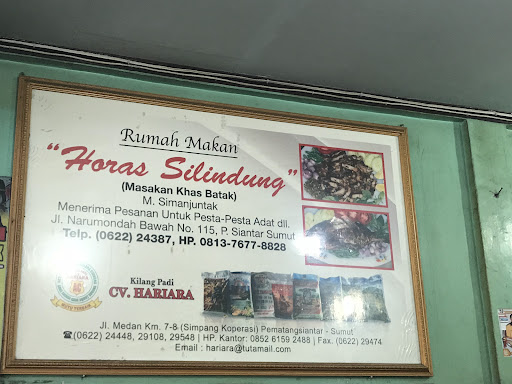 Rumah Makan
"Horas Silindung"
(Masakan Khas Batak)
M. Simanjuntak
Menerima Pesanan Untuk Pesta-Pesta Adat dll.
Jl. Narumondah Bawah No. 115, P. Siantar Sumut
Telp. (0622) 24387, HP. 0813-7677-8828
Kilang Padi
CV. HARIARA
Jl. Medan Km. 7-8 (Simpang Koperasi) Pematangsiantar - Sumut
(0622) 24448, 29108, 29548 | HP. Kantor: 0852 6159 2488 | Fax. (0622) 29474
Email : hariara@tutamail.com